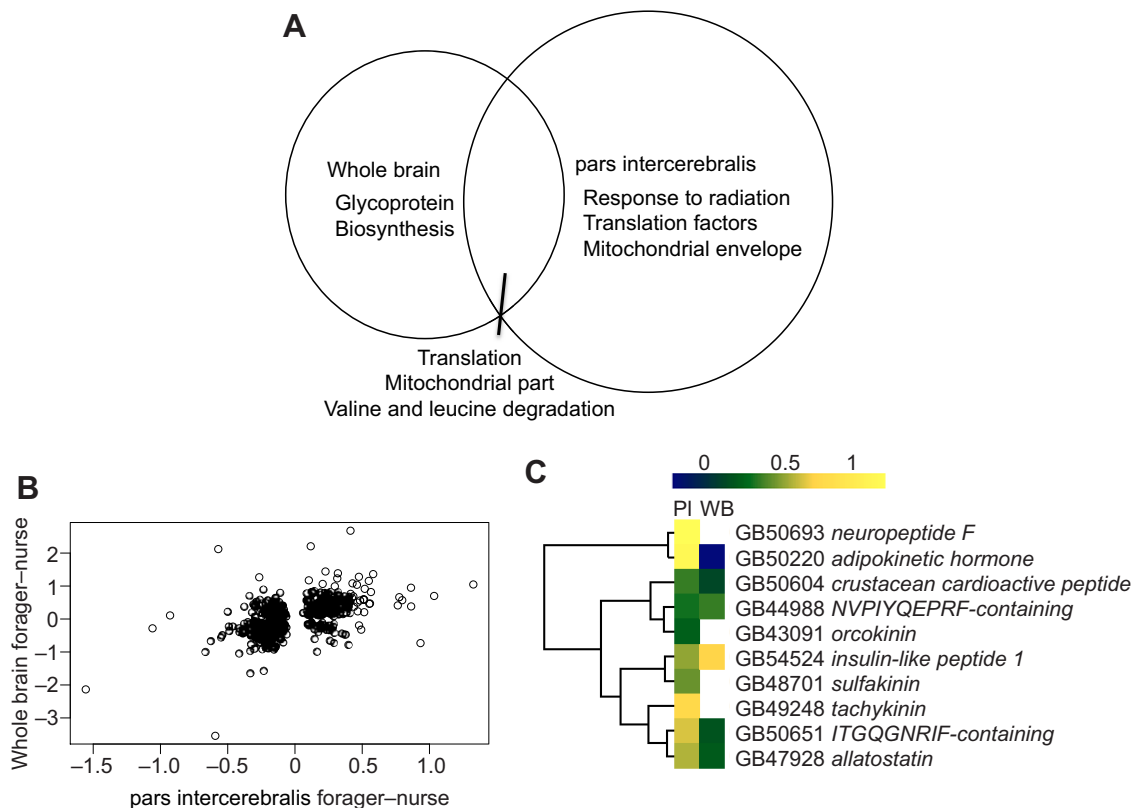 A
Whole brain
Glycoprotein
Biosynthesis
pars intercerebralis
Response to radiation
Translation factors
Mitochondrial envelope
Translation
Mitochondrial part
Valine and leucine degradation
B
Whole brain forager–nurse
2
1
0
–1
–2
–3
–1.5
–1.0
–0.5
0
0.5
1.0
pars intercerebralis forager–nurse
C
0 0.5 1
PI WB
GB50693 neuropeptide F
GB50220 adipokinetic hormone
GB50604 crustacean cardioactive peptide
GB44988 NVPIYQEPRF-containing
GB43091 orcokinin
GB54524 insulin-like peptide 1
GB48701 sulfakinin
GB49248 tachykinin
GB50651 ITGQGNRIF-containing
GB47928 allatostatin